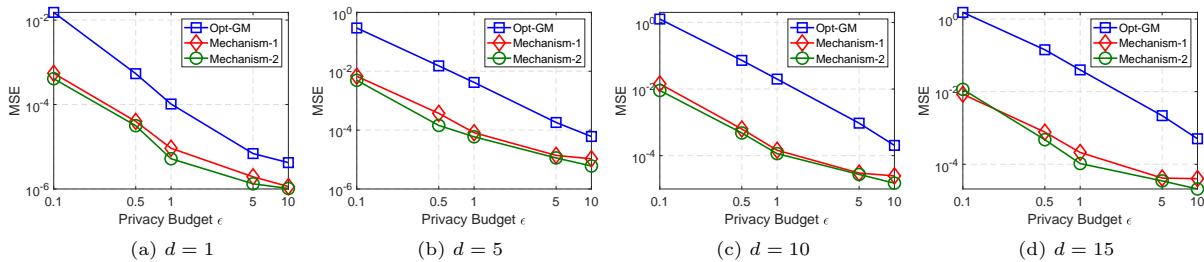 10^-2
10^-4
10^-6
MSE
Opt-GM
Mechanism-1
Mechanism-2
0.1 0.5 1 5 10
Privacy Budget ϵ
(a) d = 1
10^0
10^-2
10^-4
10^-6
MSE
Opt-GM
Mechanism-1
Mechanism-2
0.1 0.5 1 5 10
Privacy Budget ϵ
(b) d = 5
10^0
10^-2
10^-4
MSE
Opt-GM
Mechanism-1
Mechanism-2
0.1 0.5 1 5 10
Privacy Budget ϵ
(c) d = 10
10^0
10^-2
10^-4
MSE
Opt-GM
Mechanism-1
Mechanism-2
0.1 0.5 1 5 10
Privacy Budget ϵ
(d) d = 15